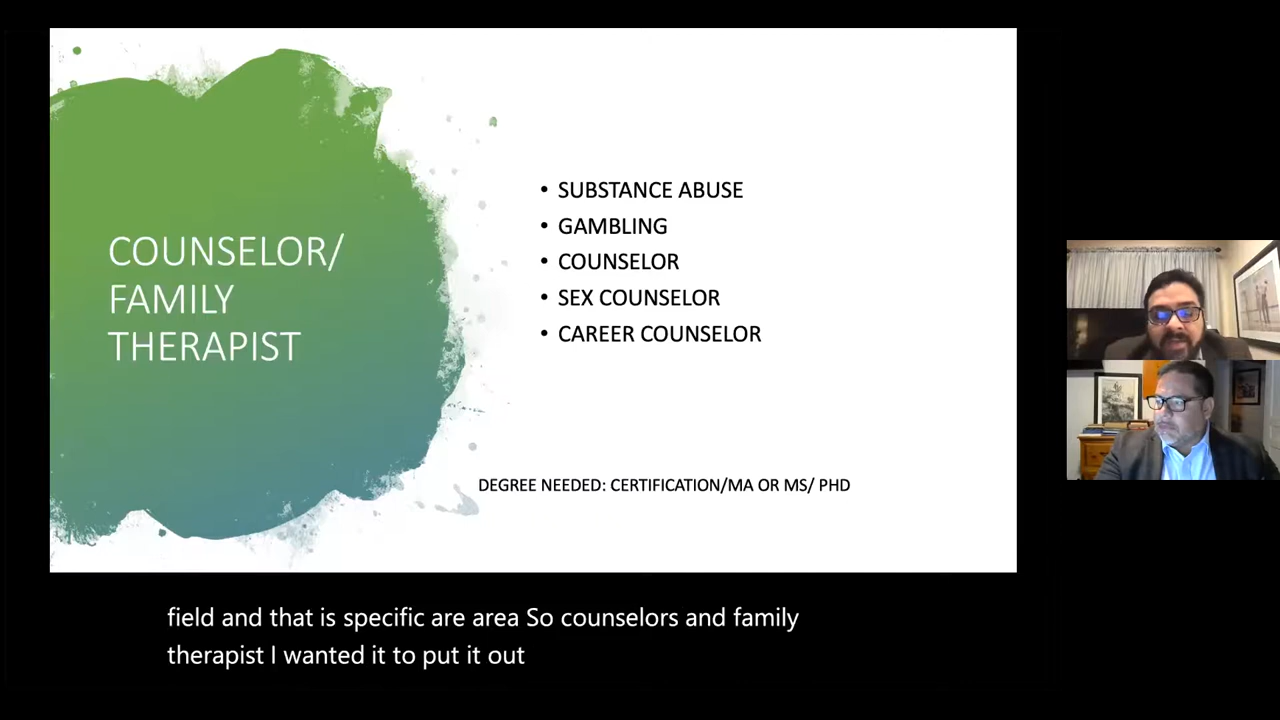 COUNSELOR/
FAMILY
THERAPIST
• SUBSTANCE ABUSE
• GAMBLING
• COUNSELOR
• SEX COUNSELOR
• CAREER COUNSELOR
DEGREE NEEDED: CERTIFICATION/MA OR MS/ PHD
field and that is specific are area So counselors and family
therapist I wanted it to put it out